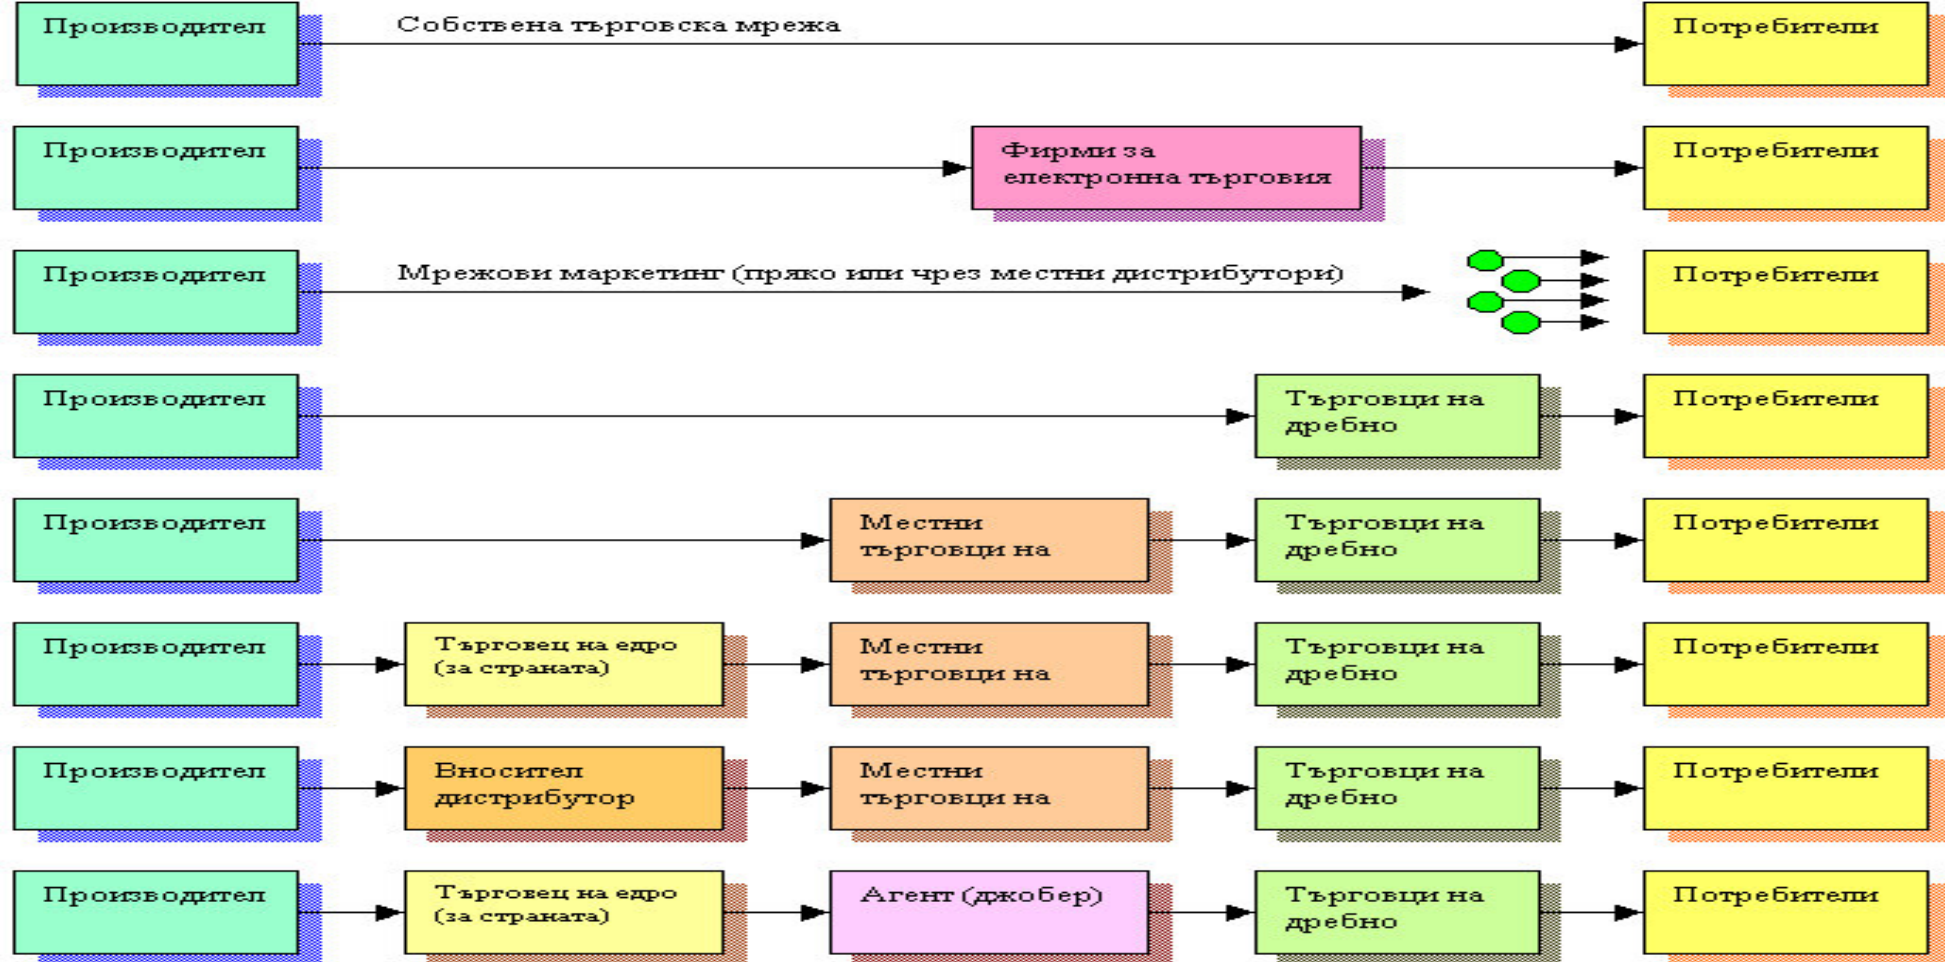 Производител
Собствена търговска мрежа
Потребители
Производител
Фирми за
електронна търговия
Потребители
Производител
Мрежови маркетинг (пряко или чрез местни дистрибутори)
Потребители
Производител
Търговци на
дребно
Потребители
Производител
Местни
търговци на
Търговци на
дребно
Потребители
Производител
Търговец на едро
(за страната)
Местни
търговци на
Търговци на
дребно
Потребители
Производител
Вносител
дистрибутор
Местни
търговци на
Търговци на
дребно
Потребители
Производител
Търговец на едро
(за страната)
Агент (джобер)
Търговци на
дребно
Потребители